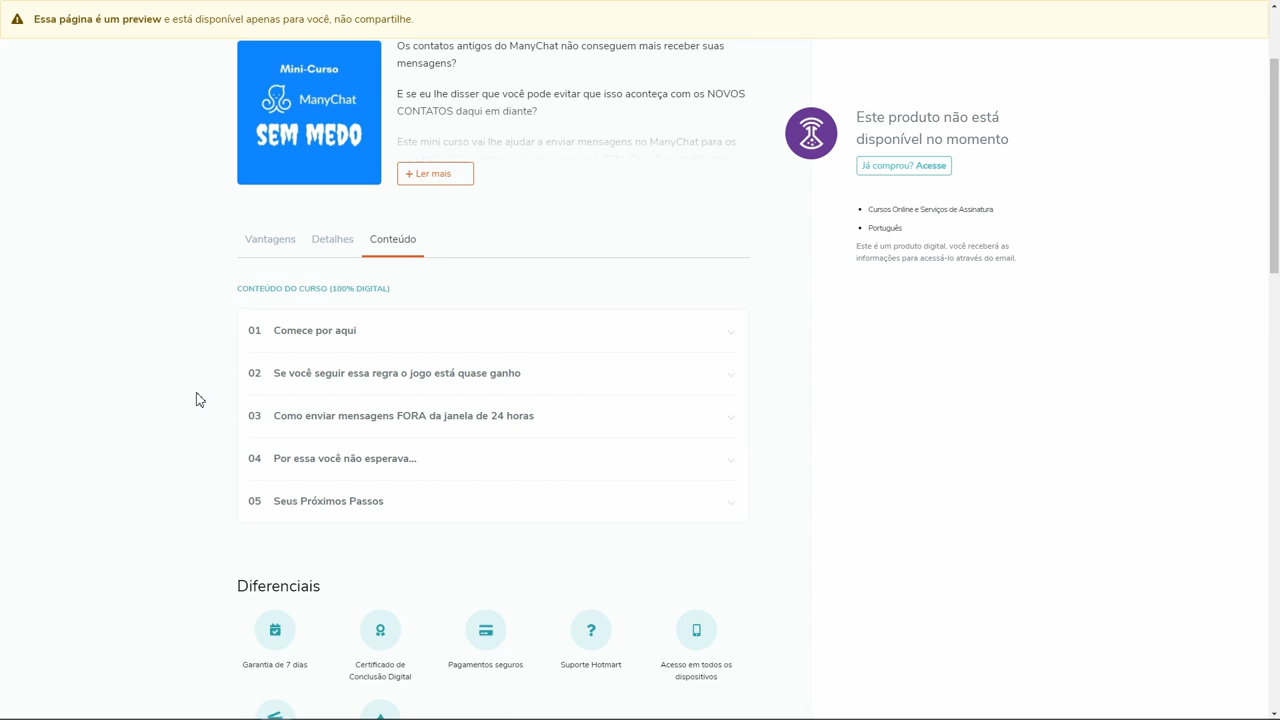 Essa página é um preview e está disponível apenas para você, não compartilhe.
Mini-Curso
ManyChat
SEM MEDO
Os contatos antigos do ManyChat não conseguem mais receber suas
mensagens?
E se eu lhe disser que você pode evitar que isso aconteça com os NOVOS
CONTATOS daqui em diante?
Este mini curso vai lhe ajudar a enviar mensagens no ManyChat para os
+ Ler mais
Este produto não está
disponível no momento
Já comprou? Acesse
• Cursos Online e Serviços de Assinatura
• Português
Este é um produto digital, você receberá as
informações para acessá-lo através do email.
Vantagens Detalhes Conteúdo
CONTEÚDO DO CURSO (100% DIGITAL)
01 Comece por aqui
02 Se você seguir essa regra o jogo está quase ganho
03 Como enviar mensagens FORA da janela de 24 horas
04 Por essa você não esperava...
05 Seus Próximos Passos
Diferenciais
Garantia de 7 dias
Certificado de
Conclusão Digital
Pagamentos seguros
Suporte Hotmart
Acesso em todos os
dispositivos